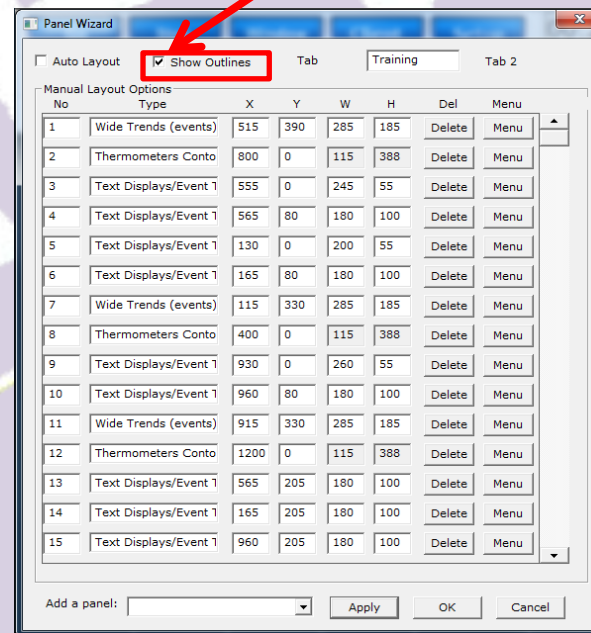 Panel Wizard
Auto Layout Show Outlines Tab Training Tab 2
Manual Layout Options
No Type X Y W H Del Menu
1 Wide Trends (events) 515 390 285 185 Delete Menu
2 Thermometers Conto 800 0 115 388 Delete Menu
3 Text Displays/Event T 555 0 245 55 Delete Menu
4 Text Displays/Event T 565 80 180 100 Delete Menu
5 Text Displays/Event T 130 0 200 55 Delete Menu
6 Text Displays/Event T 165 80 180 100 Delete Menu
7 Wide Trends (events) 115 330 285 185 Delete Menu
8 Thermometers Conto 400 0 115 388 Delete Menu
9 Text Displays/Event T 930 0 260 55 Delete Menu
10 Text Displays/Event T 960 80 180 100 Delete Menu
11 Wide Trends (events) 915 330 285 185 Delete Menu
12 Thermometers Conto 1200 0 115 388 Delete Menu
13 Text Displays/Event T 565 205 180 100 Delete Menu
14 Text Displays/Event T 165 205 180 100 Delete Menu
15 Text Displays/Event T 960 205 180 100 Delete Menu
Add a panel: Apply OK Cancel